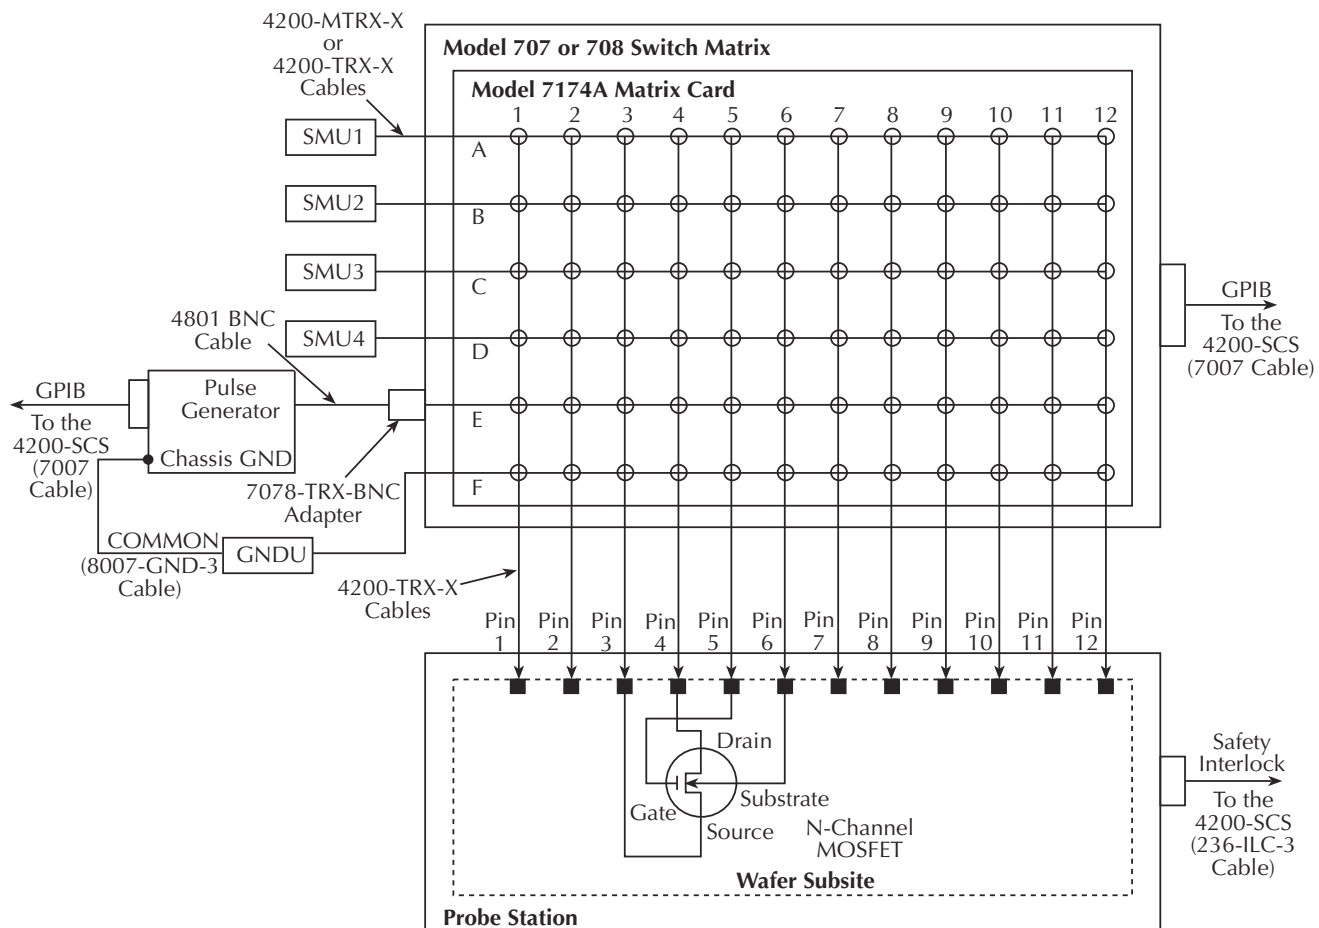 4200-MTRX-X
or
4200-TRX-X
Cables
Model 707 or 708 Switch Matrix
Model 7174A Matrix Card
1 2 3 4 5 6 7 8 9 10 11 12
SMU1
A
SMU2
B
SMU3
C
SMU4
D
4801 BNC
Cable
GPIB
To the
4200-SCS
(7007 Cable)
GPIB
To the
4200-SCS
(7007
Cable)
Pulse
Generator
Chassis GND
E
7078-TRX-BNC
Adapter
F
COMMON
(8007-GND-3
Cable)
GNDU
4200-TRX-X
Cables
Pin
1
Pin
2
Pin
3
Pin
4
Pin
5
Pin
6
Pin
7
Pin
8
Pin
9
Pin
10
Pin
11
Pin
12
Drain
Gate
Substrate
Source
N-Channel
MOSFET
Wafer Subsite
Probe Station
Safety
Interlock
To the
4200-SCS
(236-ILC-3
Cable)